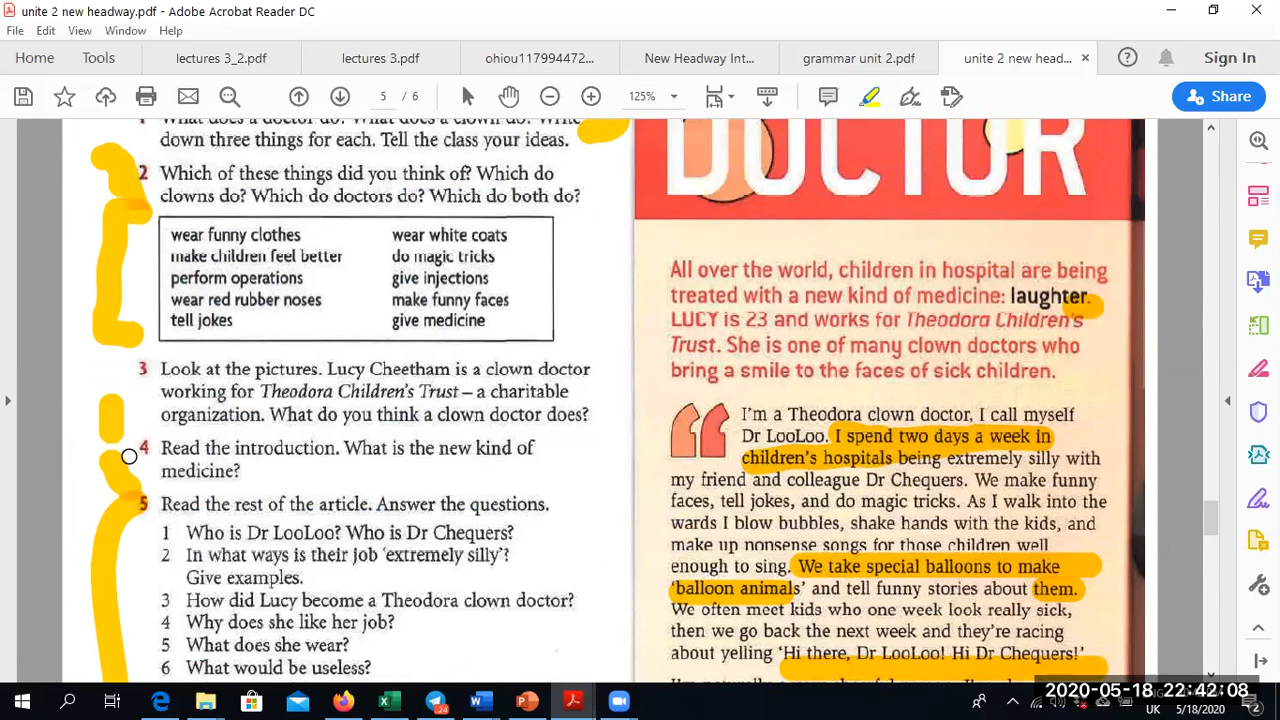 unite 2 new headway.pdf - Adobe Acrobat Reader DC
File Edit View Window Help
Home Tools lectures 3_2.pdf lectures 3.pdf ohiou117994472... New Headway Int... grammar unit 2.pdf unite 2 new head... × Sign In
5 / 6 125% Share
1 What does a doctor do? What does a clown do? Write
down three things for each. Tell the class your ideas.
2 Which of these things did you think of? Which do
clowns do? Which do doctors do? Which do both do?
wear funny clothes wear white coats
make children feel better do magic tricks
perform operations give injections
wear red rubber noses make funny faces
tell jokes give medicine
3 Look at the pictures. Lucy Cheetham is a clown doctor
working for Theodora Children's Trust – a charitable
organization. What do you think a clown doctor does?
4 Read the introduction. What is the new kind of
medicine?
5 Read the rest of the article. Answer the questions.
1 Who is Dr LooLoo? Who is Dr Chequers?
2 In what ways is their job 'extremely silly'?
Give examples.
3 How did Lucy become a Theodora clown doctor?
4 Why does she like her job?
5 What does she wear?
6 What would be useless?
DOCTOR
All over the world, children in hospital are being
treated with a new kind of medicine: laughter.
LUCY is 23 and works for Theodora Children's
Trust. She is one of many clown doctors who
bring a smile to the faces of sick children.
I'm a Theodora clown doctor, I call myself
Dr LooLoo. I spend two days a week in
children's hospitals being extremely silly with
my friend and colleague Dr Chequers. We make funny
faces, tell jokes, and do magic tricks. As I walk into the
wards I blow bubbles, shake hands with the kids, and
make up nonsense songs for those children well
enough to sing. We take special balloons to make
'balloon animals' and tell funny stories about them.
We often meet kids who one week look really sick,
then we go back the next week and they're racing
about yelling 'Hi there, Dr LooLoo! Hi Dr Chequers!'
24
2020-05-18 22:42:08
UK 5/18/2020 2